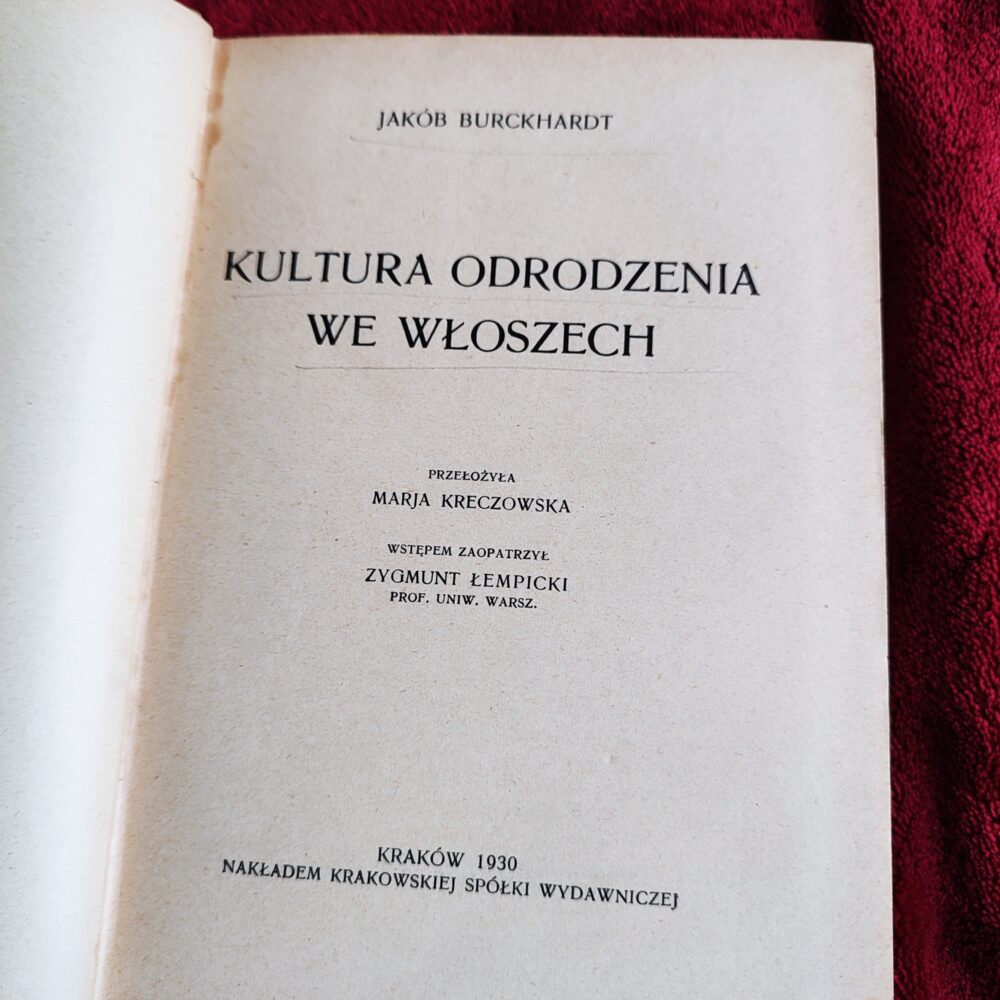 JAKÓB BURCKHARDT
KULTURA ODRODZENIA
WE WŁOSZECH
PRZEŁOŻYŁA
MARJA KRECZOWSKA
WSTĘPEM ZAOPATRZYŁ
ZYGMUNT ŁEMPICKI
PROF. UNIW. WARSZ.
KRAKÓW 1930
NAKŁADEM KRAKOWSKIEJ SPÓŁKI WYDAWNICZEJ